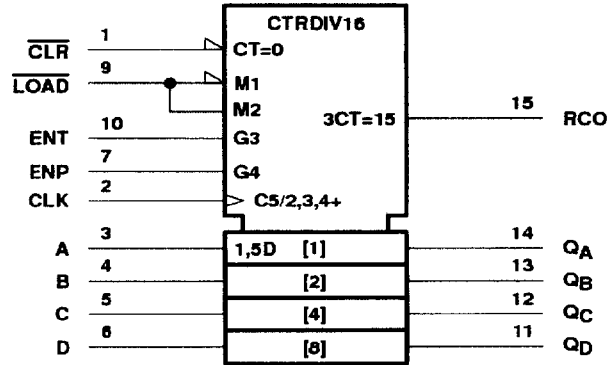 CTRDIV16
CLR 1 CT=0
LOAD 9 M1
M2
3CT=15 15 RCO
ENT 10 G3
ENP 7 G4
CLK 2 C5/2,3,4+
A 3 1,5D [1] 14 QA
B 4 [2] 13 QB
C 5 [4] 12 QC
D 6 [8] 11 QD